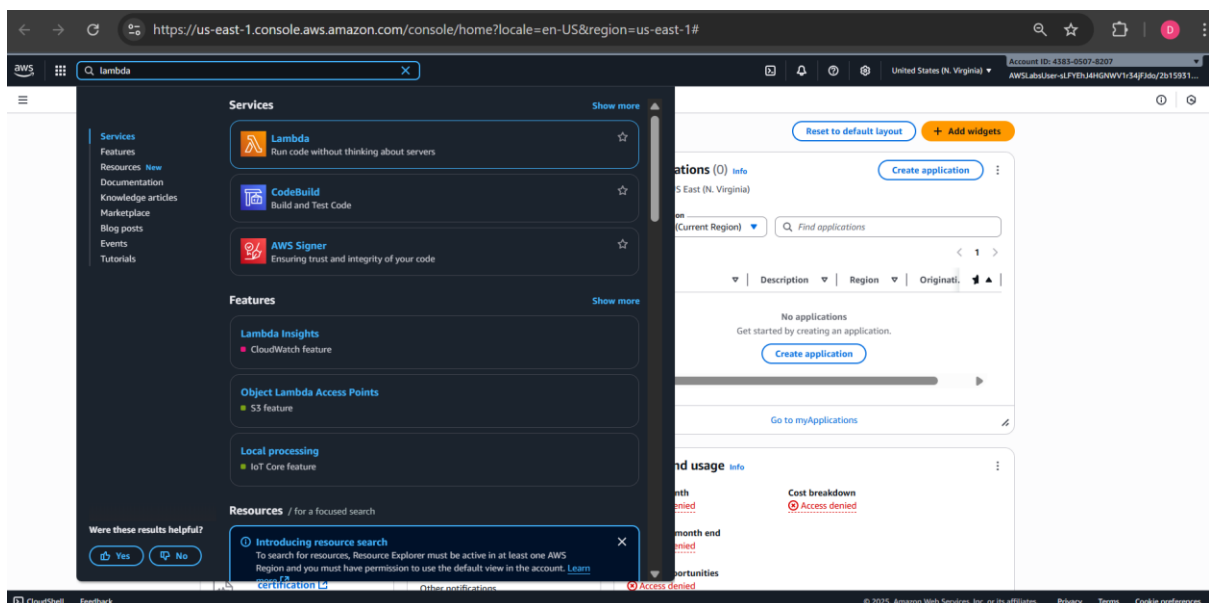 https://us-east-1.console.aws.amazon.com/console/home?locale=en-US&region=us-east-1#
D
aws
lambda
United States (N. Virginia)
Account ID: 4383-0507-8207
Services
Show more
Services
Features
Resources New
Documentation
Knowledge articles
Marketplace
Blog posts
Events
Tutorials
Lambda
Run code without thinking about servers
CodeBuild
Build and Test Code
AWS Signer
Ensuring trust and integrity of your code
Features
Show more
Lambda Insights
CloudWatch feature
Object Lambda Access Points
S3 feature
Local processing
IoT Core feature
Resources / for a focused search
Introducing resource search
To search for resources, Resource Explorer must be active in at least one AWS
Region and you must have permission to use the default view in the account. Learn
more
Were these results helpful?
Yes
No
Reset to default layout
+ Add widgets
ations (0) Info
Create application
S East (N. Virginia)
on
(Current Region)
Find applications
1
Description
Region
Originati.
No applications
Get started by creating an application.
Create application
Go to myApplications
nd usage Info
nth
enied
Cost breakdown
Access denied
month end
enied
portunities
Access denied
certification
Other notifications
CloudShell
Feedback
© 2025, Amazon Web Services, Inc. or its affiliates.
Privacy
Terms
Cookie preferences